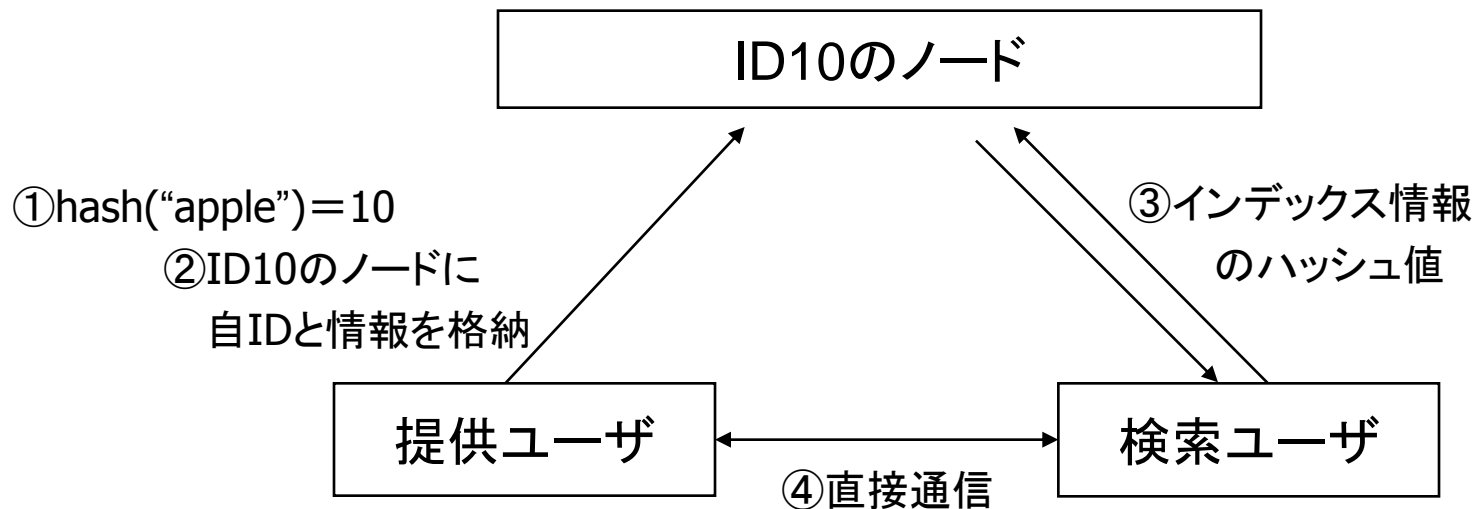 ID10のノード
①hash(“apple”)＝10
②ID10のノードに
自IDと情報を格納
③インデックス情報
のハッシュ値
提供ユーザ
検索ユーザ
④直接通信